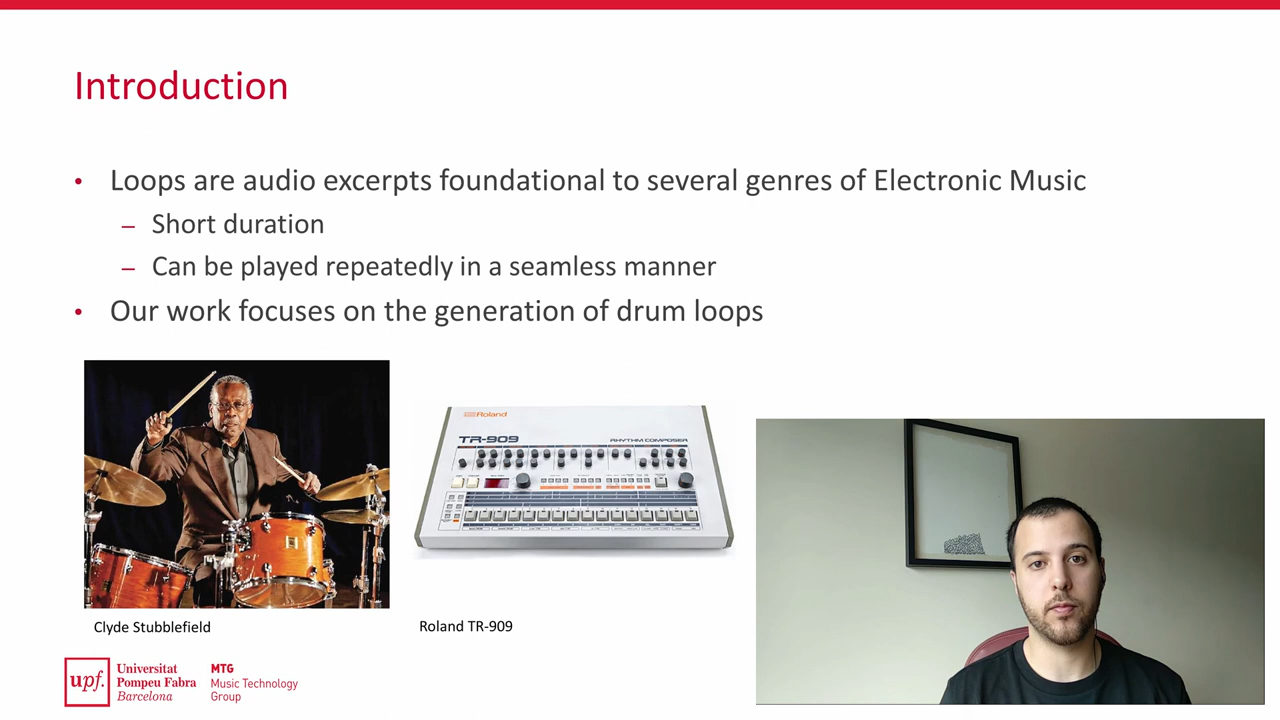 Introduction
• Loops are audio excerpts foundational to several genres of Electronic Music
– Short duration
– Can be played repeatedly in a seamless manner
• Our work focuses on the generation of drum loops
Roland
TR-909
RHYTHM COMPOSER
Clyde Stubblefield
Roland TR-909
upf.
Universitat
Pompeu Fabra
Barcelona
MTG
Music Technology
Group